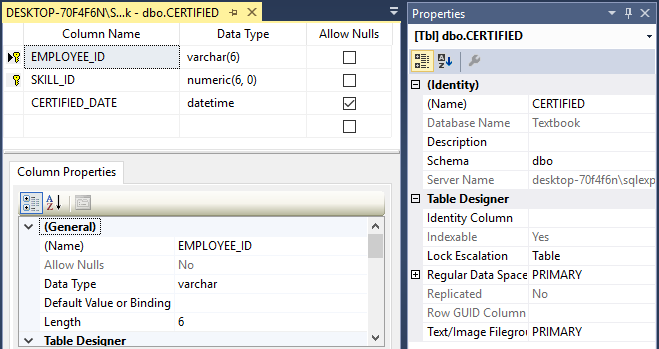 DESKTOP-70F4F6N\S...k - dbo.CERTIFIED
Column Name Data Type Allow Nulls
EMPLOYEE_ID varchar(6)
SKILL_ID numeric(6, 0)
CERTIFIED_DATE datetime
Column Properties
(General)
(Name) EMPLOYEE_ID
Allow Nulls No
Data Type varchar
Default Value or Binding
Length 6
Table Designer
Properties
[Tbl] dbo.CERTIFIED
(Identity)
(Name) CERTIFIED
Database Name Textbook
Description
Schema dbo
Server Name desktop-70f4f6n\sqlexp
Table Designer
Identity Column
Indexable Yes
Lock Escalation Table
Regular Data Space PRIMARY
Replicated No
Row GUID Column
Text/Image Filegrou PRIMARY